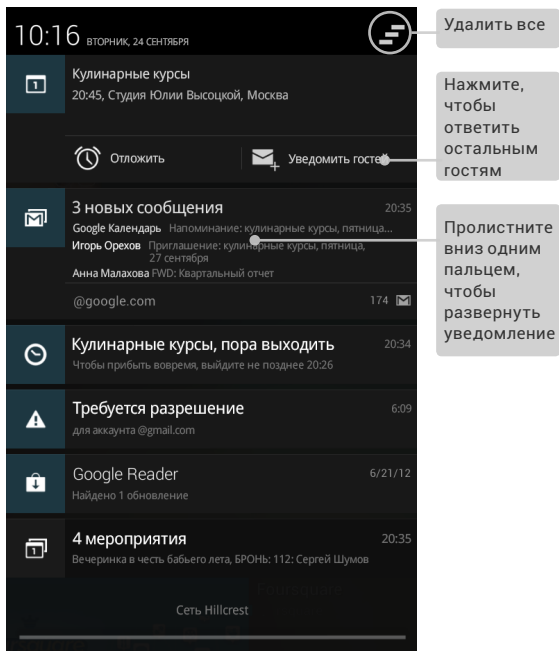 10:16 ВТОРНИК, 24 СЕНТЯБРЯ
Удалить все
Кулинарные курсы
20:45, Студия Юлии Высоцкой, Москва
Отложить
Уведомить гостей
Нажмите,
чтобы
ответить
остальным
гостям
3 новых сообщения 20:35
Google Календарь Напоминание: кулинарные курсы, пятница...
Игорь Орехов Приглашение: кулинарные курсы, пятница,
27 сентября
Анна Малахова FWD: Квартальный отчет
@google.com 174
Пролистните
вниз одним
пальцем,
чтобы
развернуть
уведомление
Кулинарные курсы, пора выходить 20:34
Чтобы прибыть вовремя, выйдите не позднее 20:26
Требуется разрешение 6:09
для аккаунта @gmail.com
Google Reader 6/21/12
Найдено 1 обновление
4 мероприятия 20:35
Вечеринка в честь бабьего лета, БРОНЬ: 112: Сергей Шумов
Сеть Hillcrest